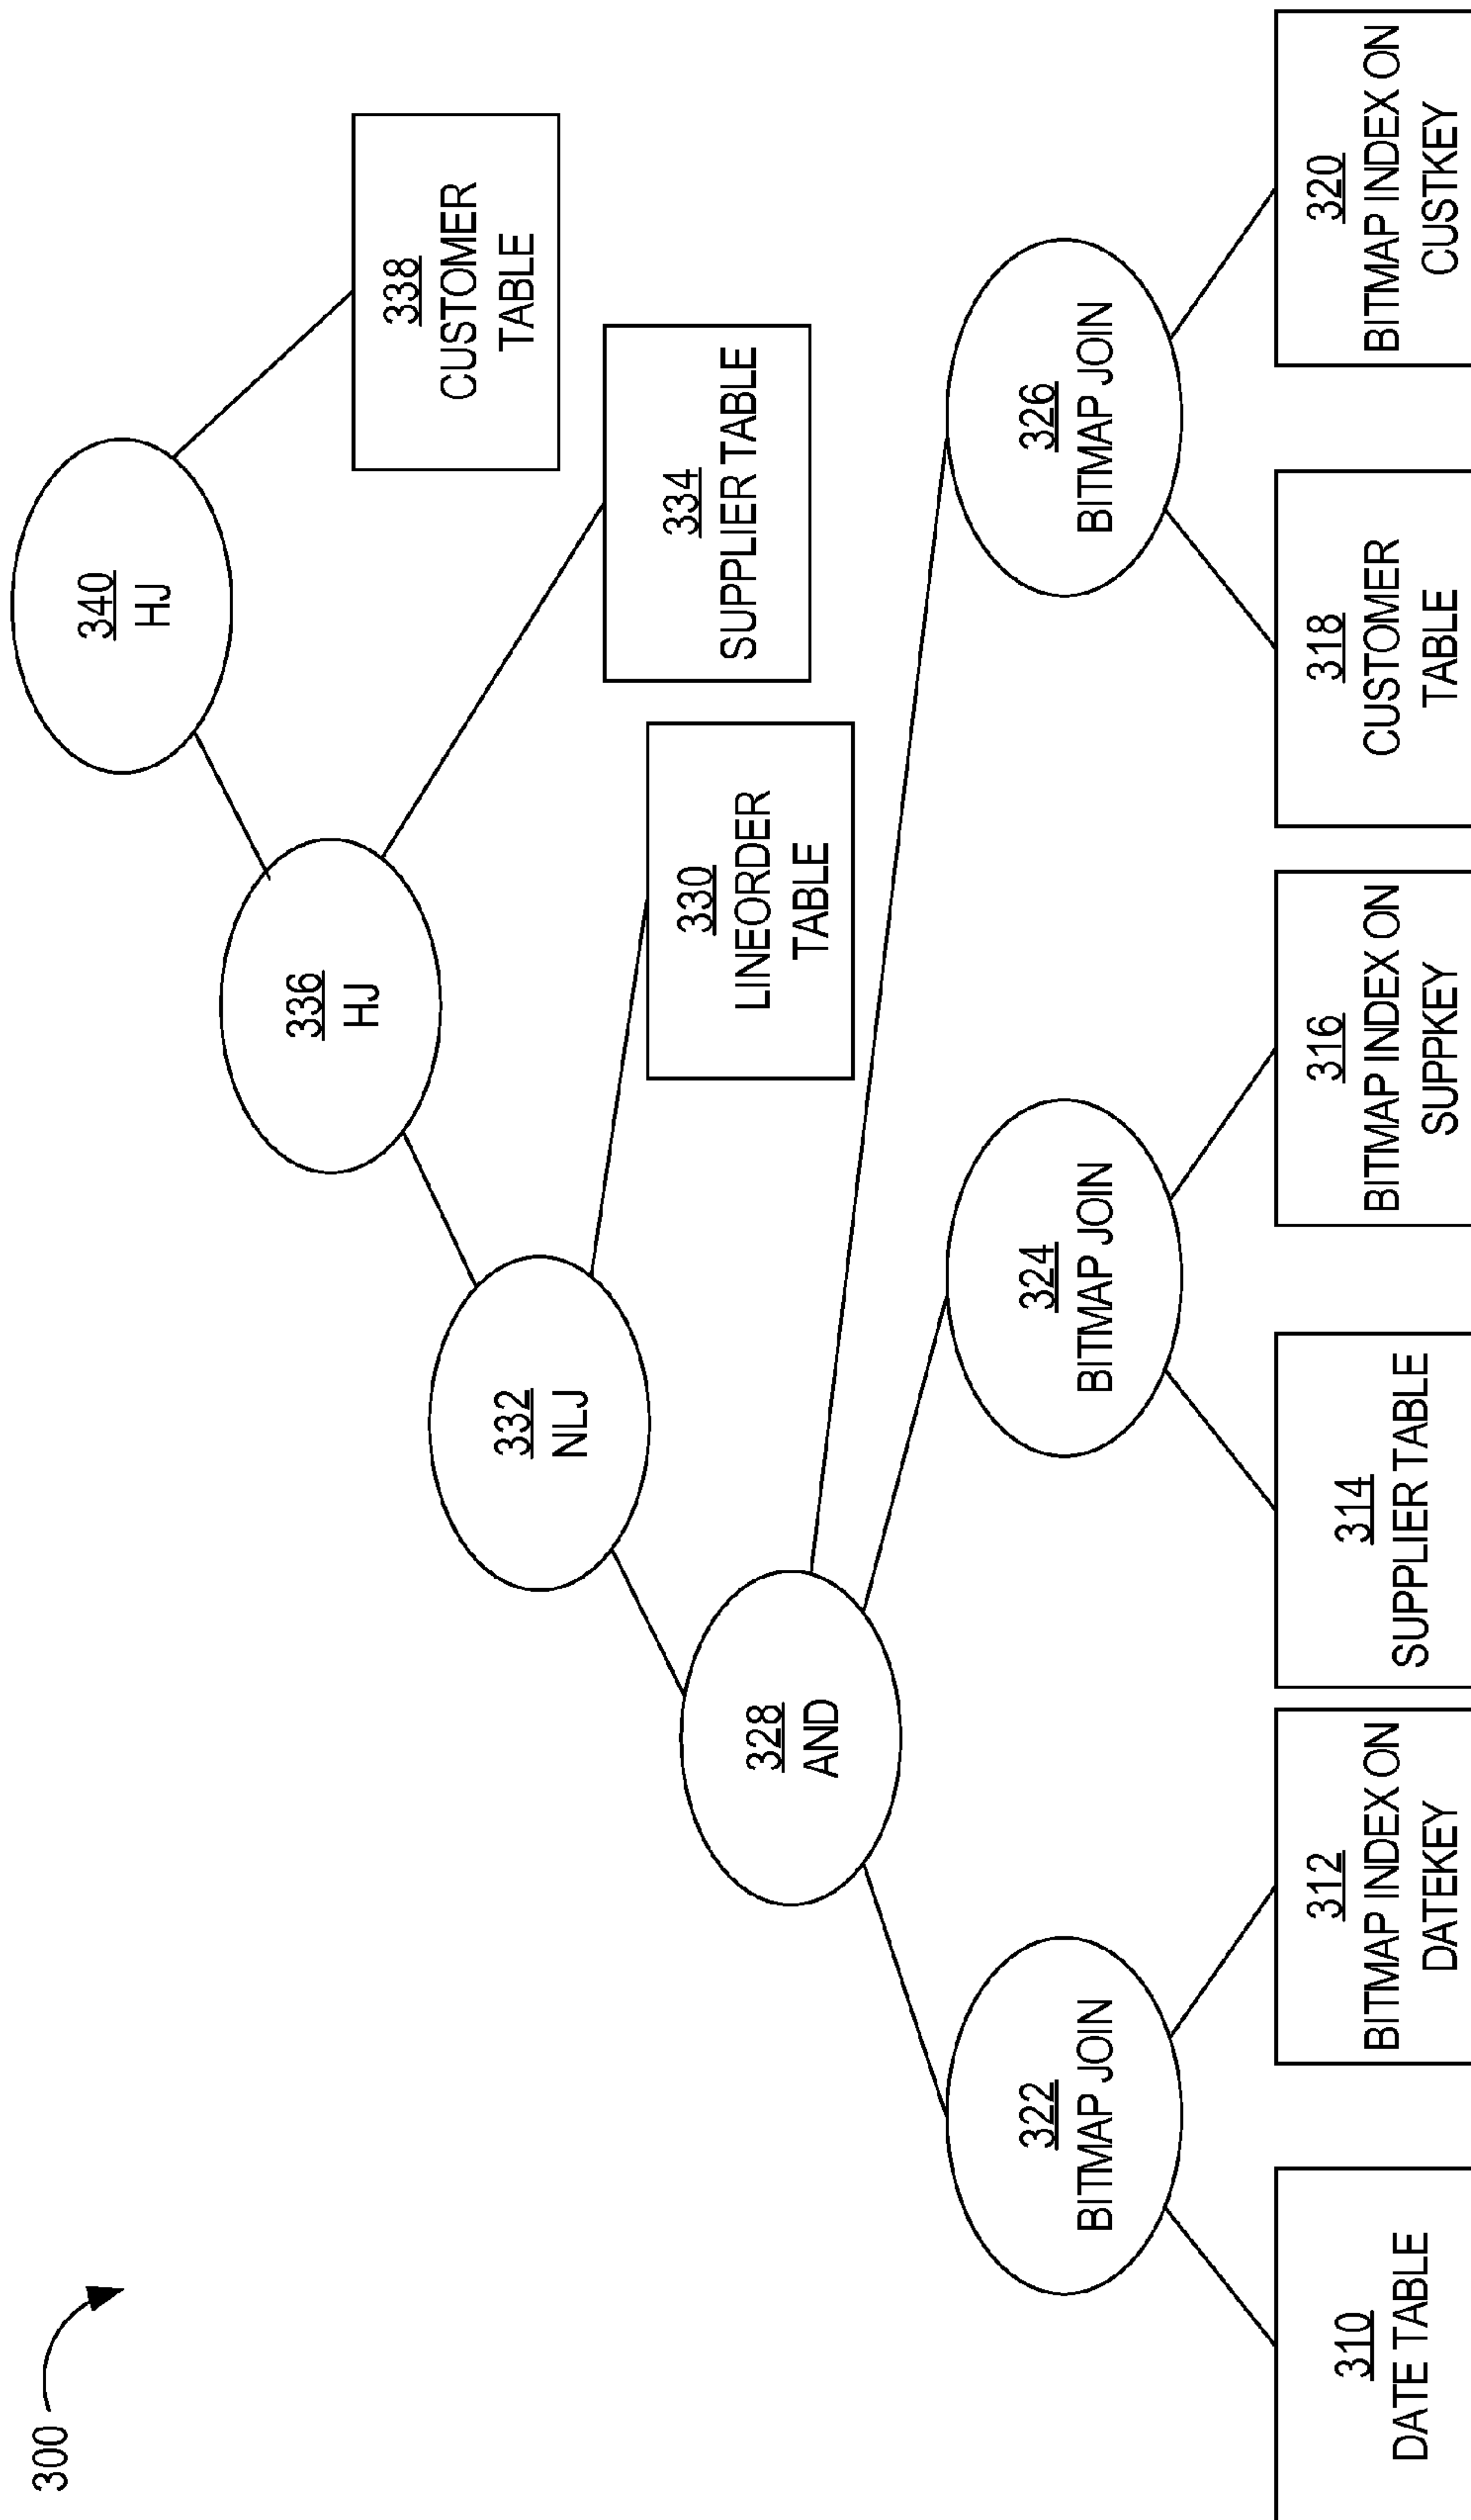 300
340
HJ
338
CUSTOMER
TABLE
336
HJ
334
SUPPLIER TABLE
332
NLJ
330
LINEORDER
TABLE
328
AND
322
BITMAP JOIN
324
BITMAP JOIN
326
BITMAP JOIN
310
DATE TABLE
312
BITMAP INDEX ON
DATEKEY
314
SUPPLIER TABLE
316
BITMAP INDEX ON
SUPPKEY
318
CUSTOMER
TABLE
320
BITMAP INDEX ON
CUSTKEY